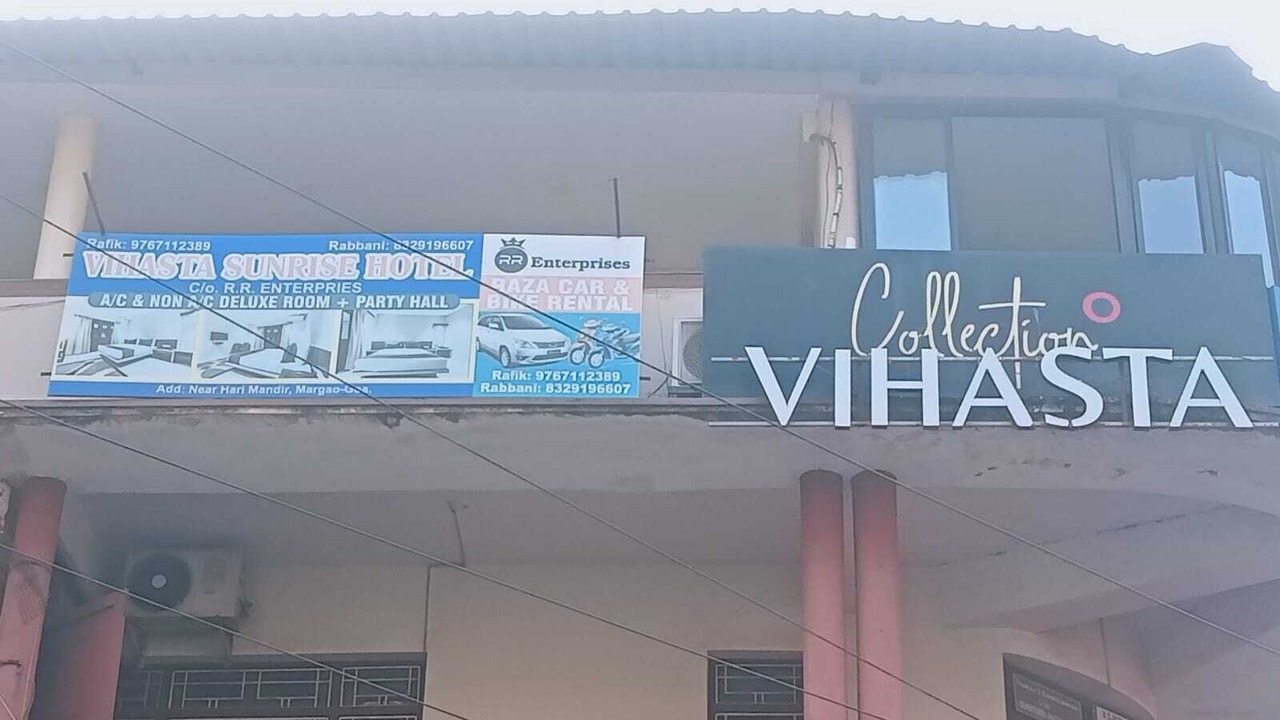 Rafik: 9767112389 Rabbani: 8329196607
VIHASTA SUNRISE HOTEL
C/o. R.R. ENTERPRIES
A/C & NON A/C DELUXE ROOM + PARTY HALL
Add: Near Hari Mandir, Margao-Goa.
RR Enterprises
RAZA CAR &
BIKE RENTAL
Rafik: 9767112389
Rabbani: 8329196607
Collection
VIHASTA